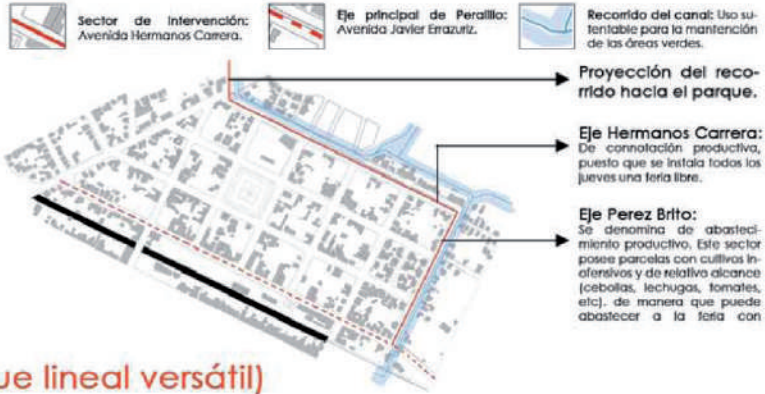 Sector de Intervención:
Avenida Hermanos Carrera.
Eje principal de Peralillo:
Avenida Javier Errazuriz.
Recorrido del canal: Uso su-
tentable para la mantención
de las áreas verdes.
Proyección del reco-
rrido hacia el parque.
Eje Hermanos Carrera:
De connotación productiva,
puesto que se instala todos los
jueves una feria libre.
Eje Perez Brito:
Se denomina de abasteci-
miento productivo. Este sector
posee parcelas con cultivos in-
ofensivos y de relativo alcance
(cebollas, lechugas, tomates,
etc). de manera que puede
abastecer a la feria con
ue lineal versátil)